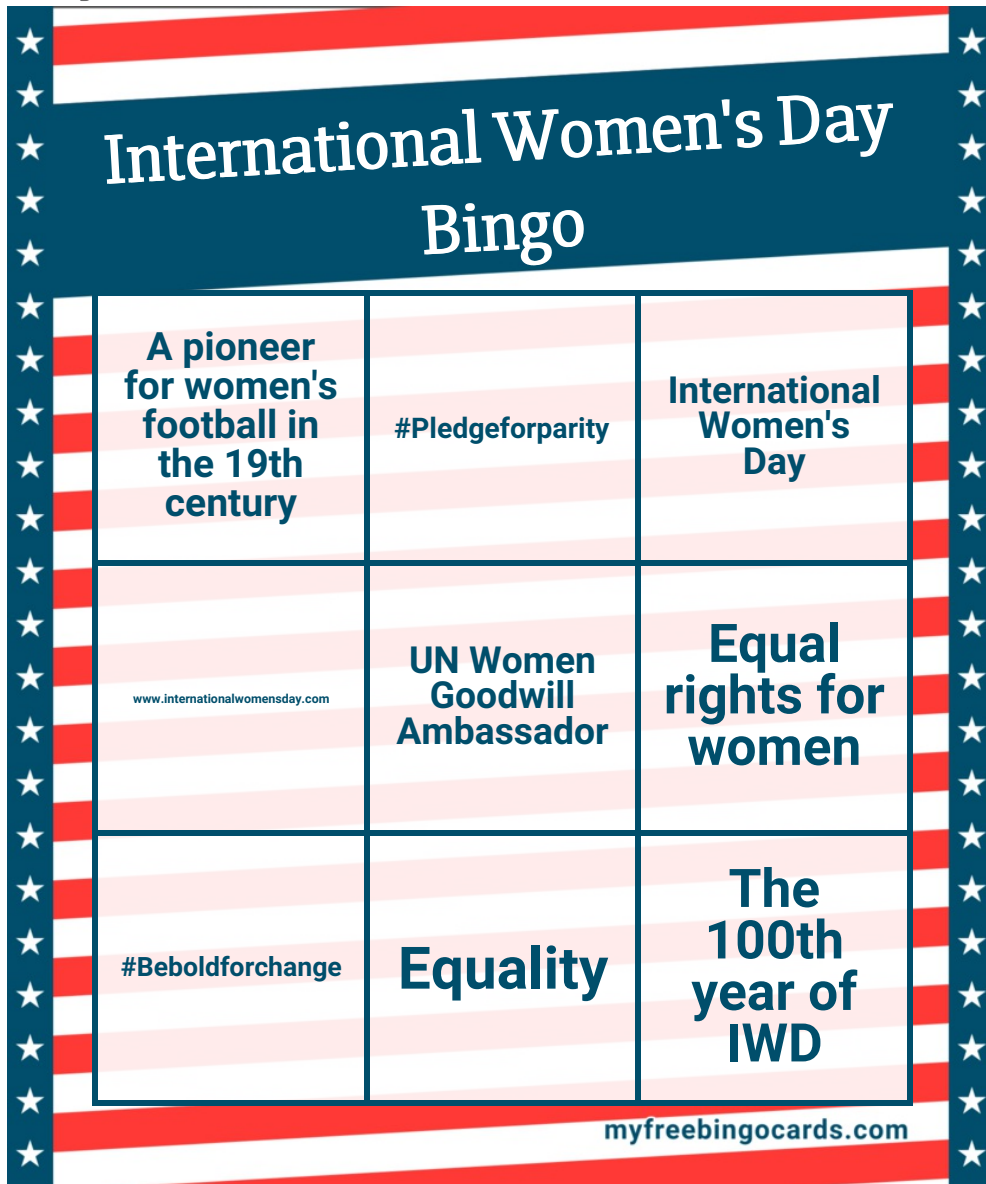 International Women's Day
Bingo
A pioneer
for women's
football in
the 19th
century
#Pledgeforparity
International
Women's
Day
www.internationalwomensday.com
UN Women
Goodwill
Ambassador
Equal
rights for
women
#Beboldforchange
Equality
The
100th
year of
IWD
myfreebingocards.com